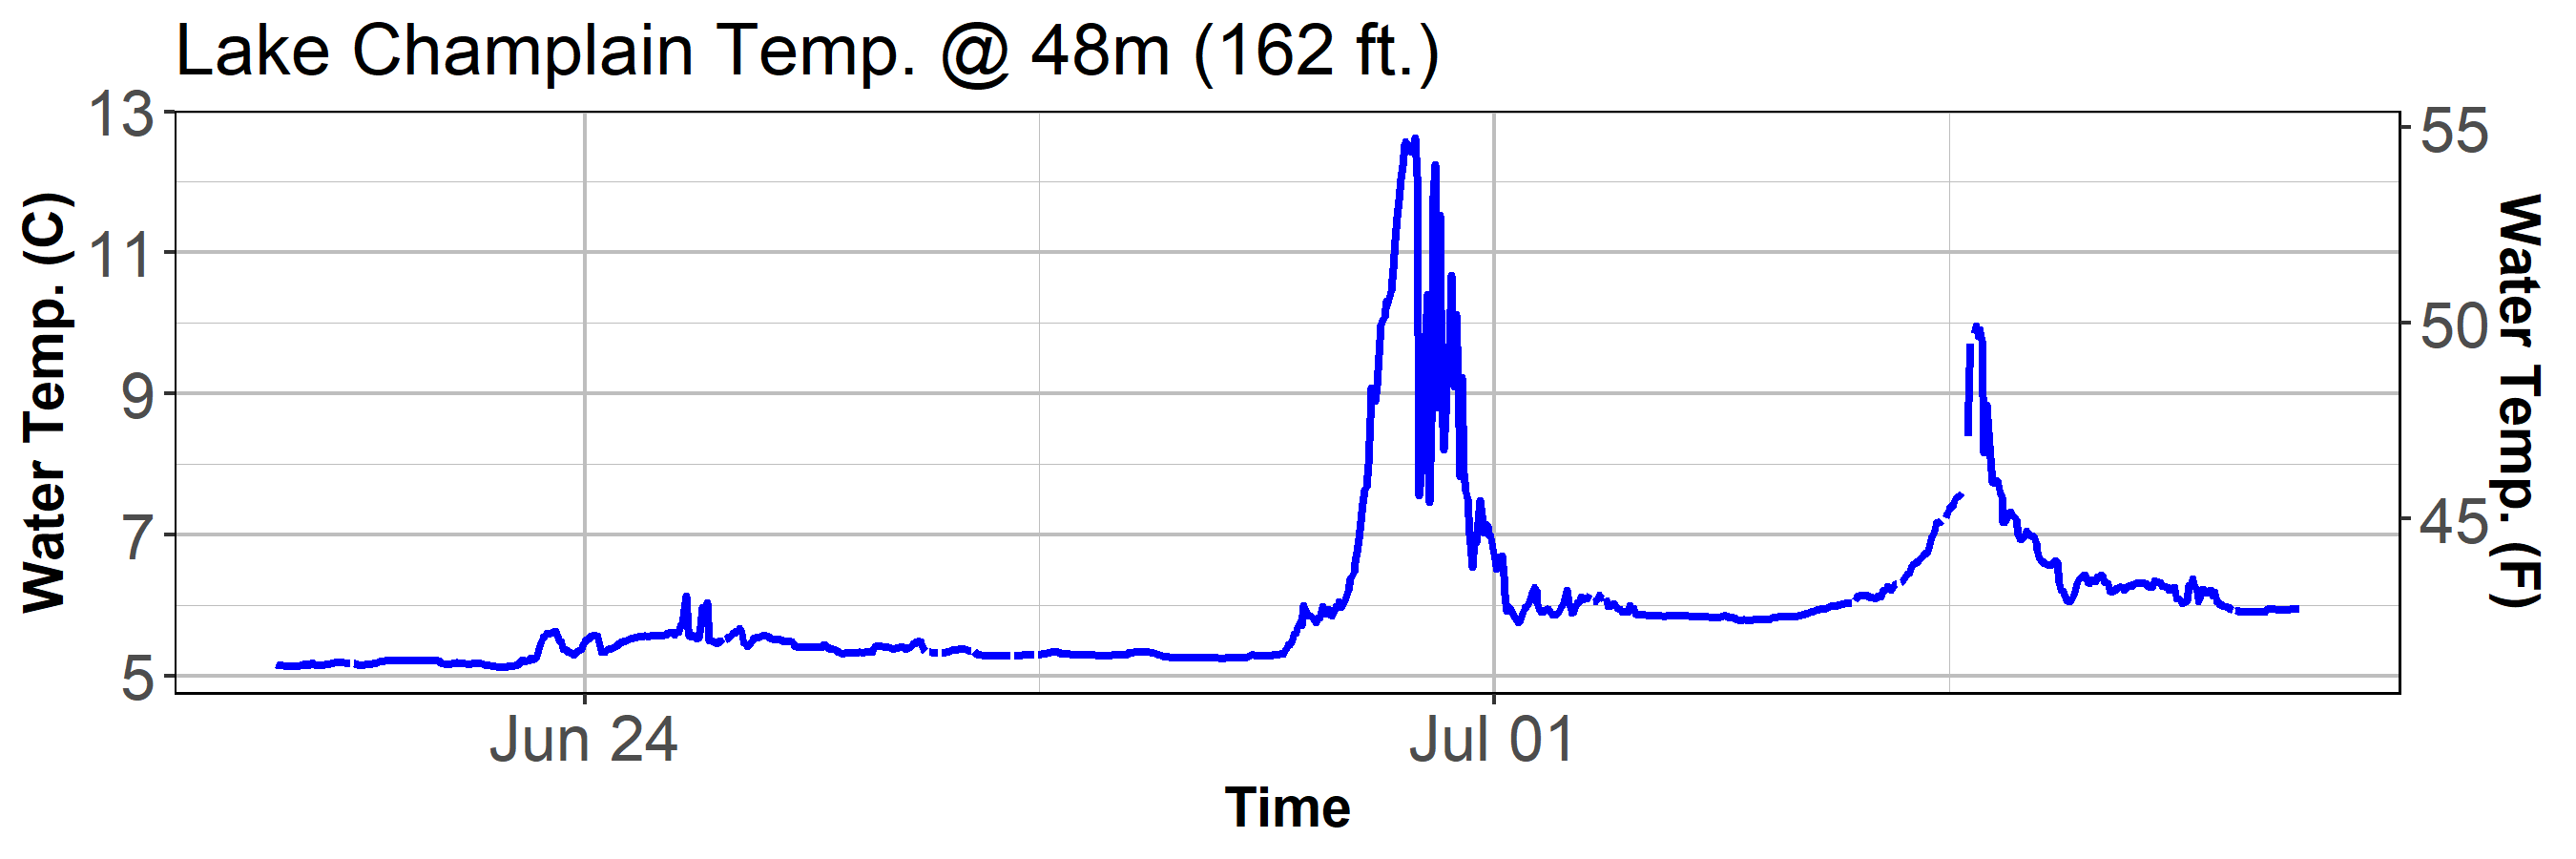 Lake Champlain Temp. @ 48m (162 ft.)
Water Temp. (C)
13
11
9
7
5
55
50
45
Water Temp. (F)
Jun 24
Jul 01
Time